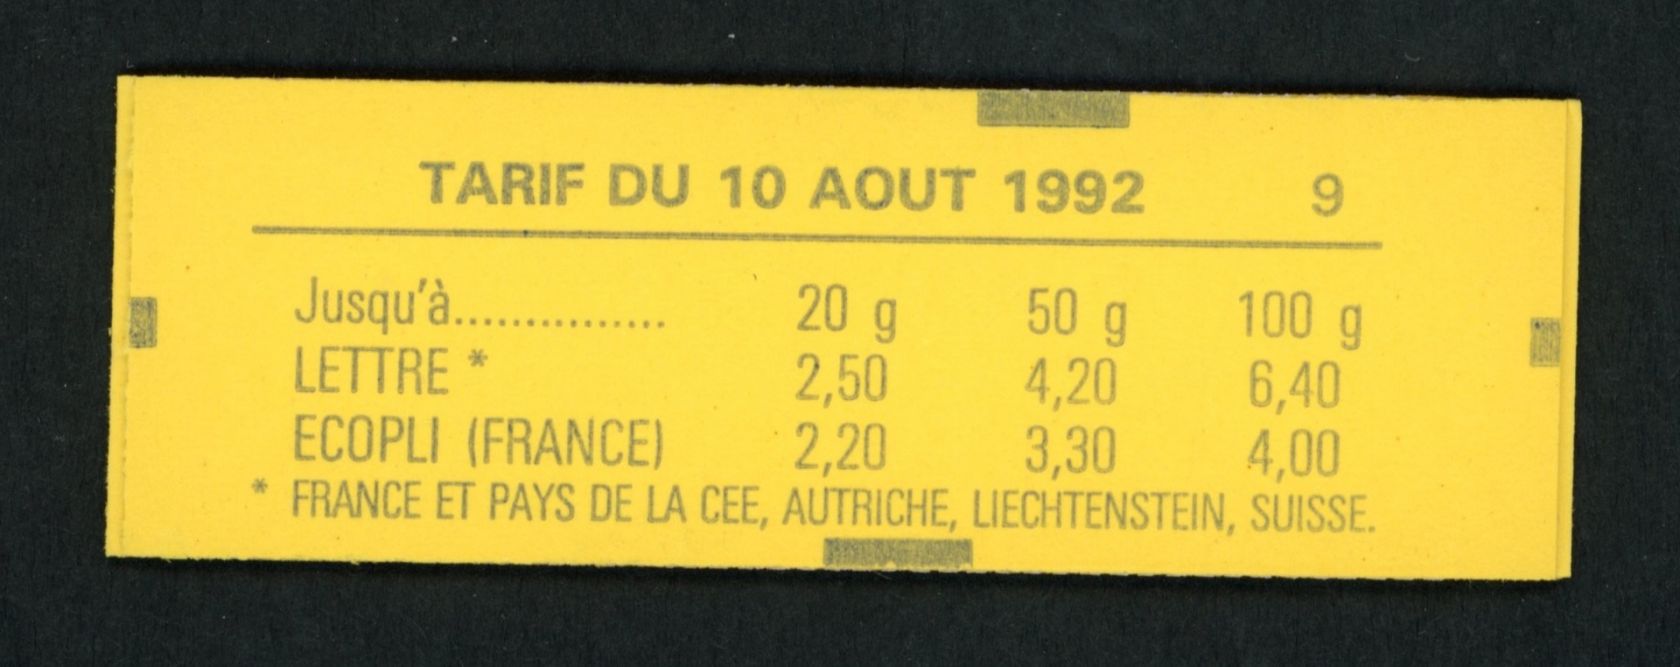 TARIF DU 10 AOUT 1992 9
Jusqu'à............... 20 g 50 g 100 g
LETTRE * 2,50 4,20 6,40
ECOPLI (FRANCE) 2,20 3,30 4,00
* FRANCE ET PAYS DE LA CEE, AUTRICHE, LIECHTENSTEIN, SUISSE.